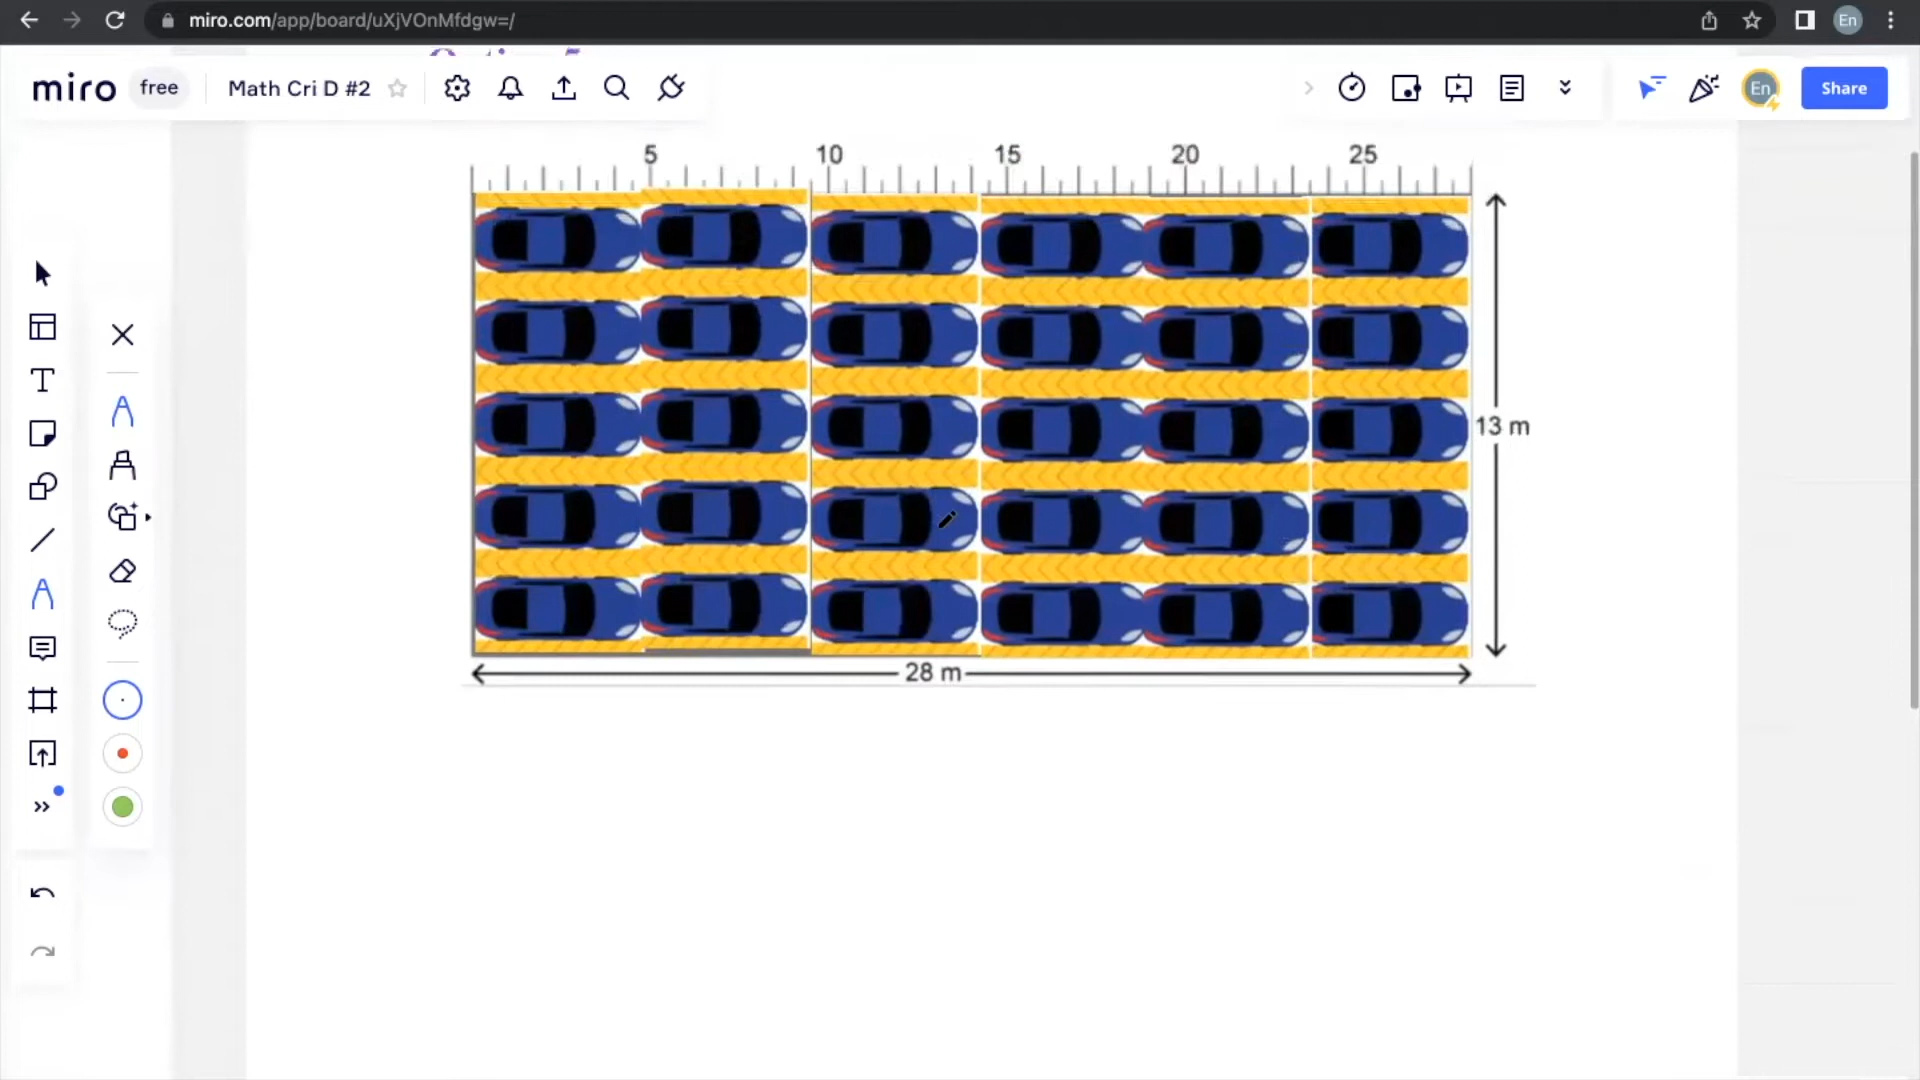 miro.com/app/board/uXjVOnMfdgw=/
En
miro free Math Cri D #2
En
Share
5 10 15 20 25
13 m
28 m